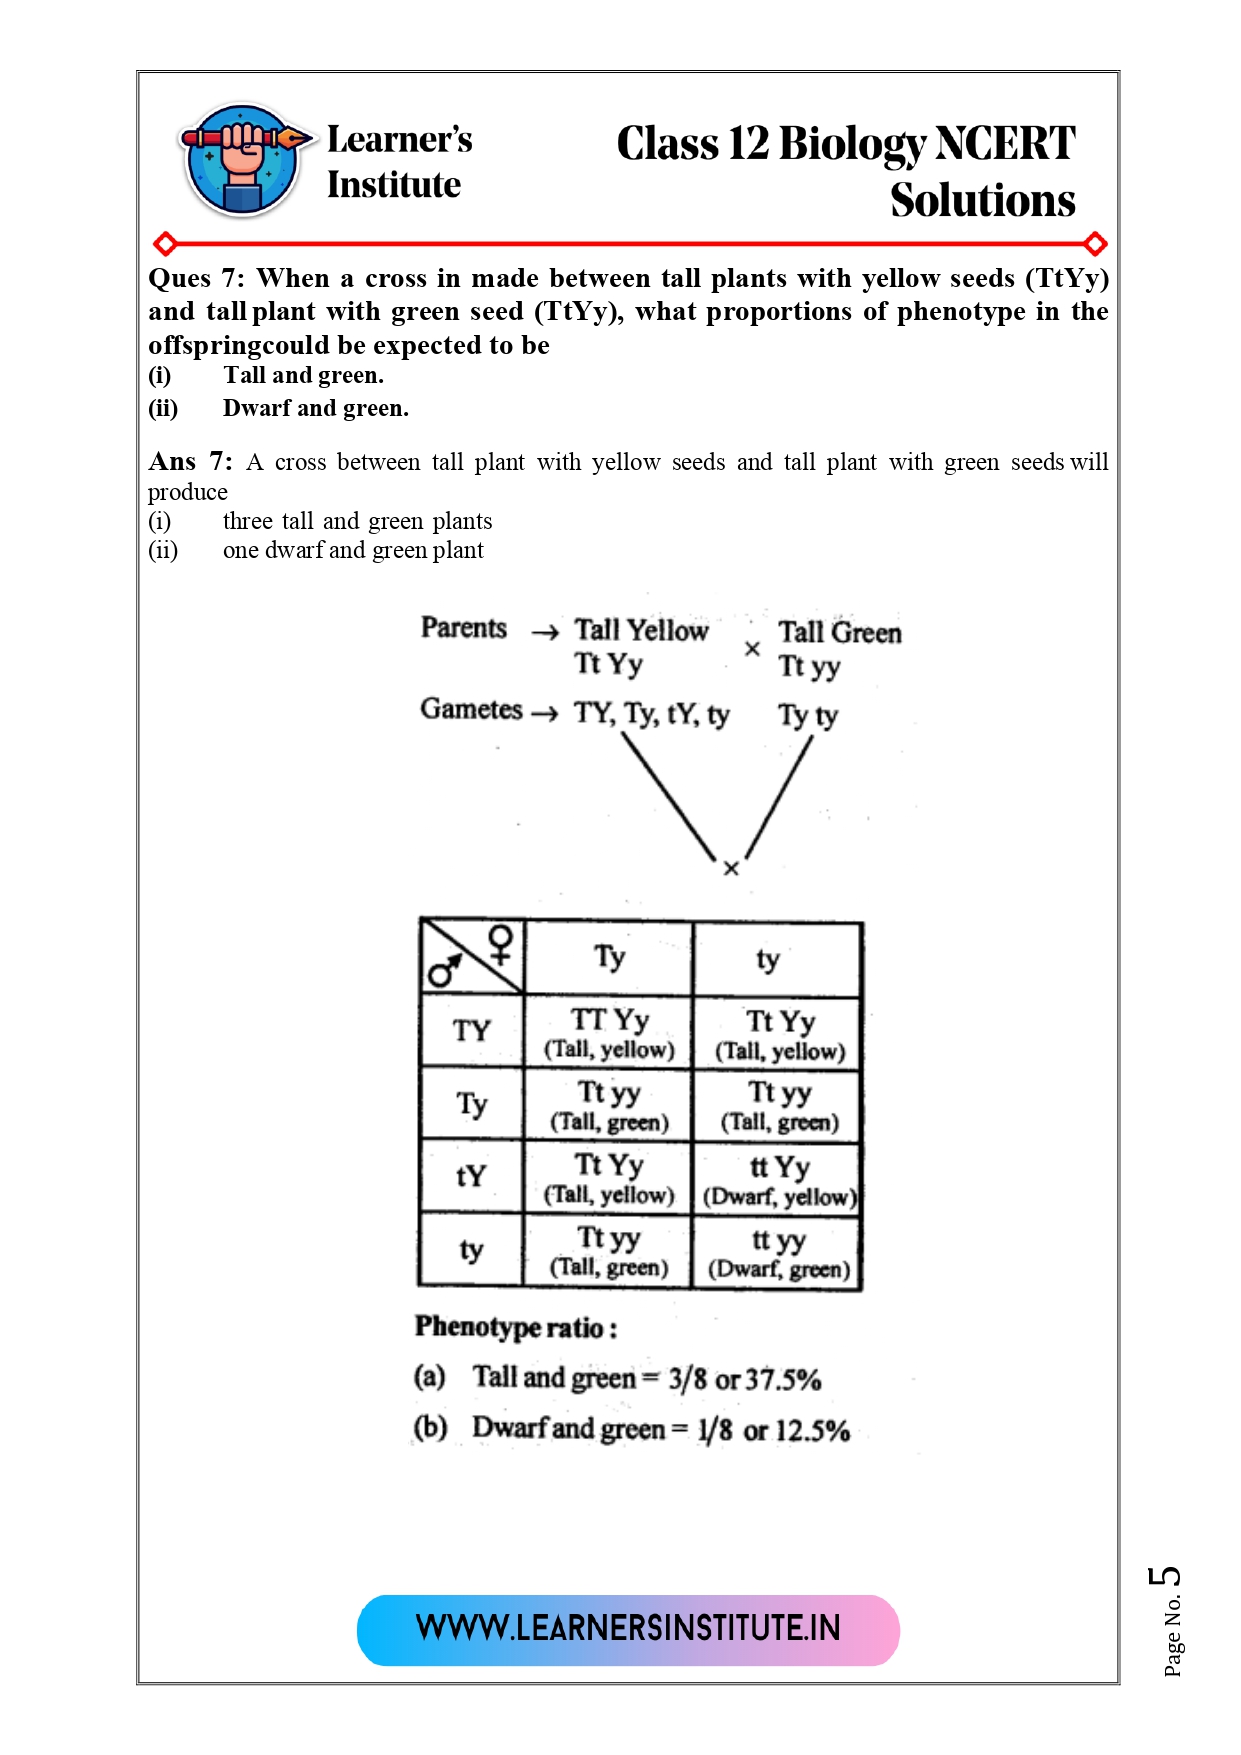 Learner's
Institute
Class 12 Biology NCERT
Solutions
Ques 7: When a cross in made between tall plants with yellow seeds (TtYy)
and tall plant with green seed (TtYy), what proportions of phenotype in the
offspringcould be expected to be
(i) Tall and green.
(ii) Dwarf and green.
Ans 7: A cross between tall plant with yellow seeds and tall plant with green seeds will
produce
(i) three tall and green plants
(ii) one dwarf and green plant
Parents → Tall Yellow × Tall Green
Tt Yy Tt yy
Gametes → TY, Ty, tY, ty Ty ty
×
♂ ♀ Ty ty
TY TT Yy Tt Yy
(Tall, yellow) (Tall, yellow)
Ty Tt yy Tt yy
(Tall, green) (Tall, green)
tY Tt Yy tt Yy
(Tall, yellow) (Dwarf, yellow)
ty Tt yy tt yy
(Tall, green) (Dwarf, green)
Phenotype ratio :
(a) Tall and green = 3/8 or 37.5%
(b) Dwarf and green = 1/8 or 12.5%
WWW.LEARNERSINSTITUTE.IN
Page No. 5